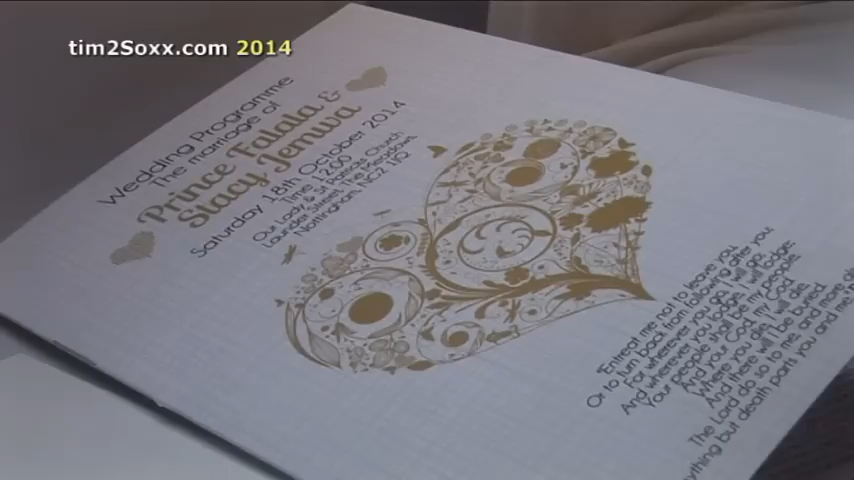 tim2Soxx.com 2014
Wedding Programme
The marriage of
Prince Talala &
Stacy Jemwa
Saturday 18th October 2014
Time 12:00
Our Lady & St Patricks Church
Launder Street, The Meadows
Nottingham, NG2 1JQ
"Entreat me not to leave you,
Or to turn back from following after you;
For wherever you go, I will go;
And wherever you lodge, I will lodge;
Your people shall be my people,
And your God, my God.
Where you die, I will die,
And there will I be buried.
The Lord do so to me, and more
anything but death parts you and me